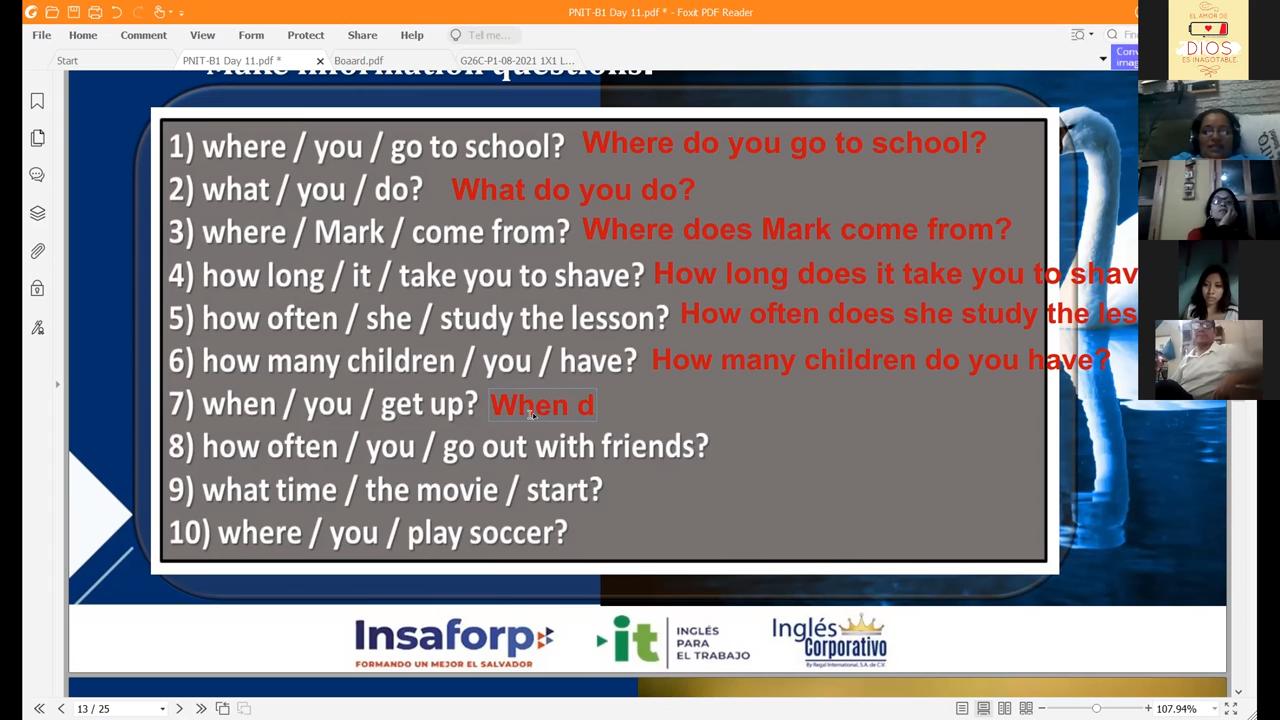 PNIT-B1 Day 11.pdf * - Foxit PDF Reader
File Home Comment View Form Protect Share Help Tell me...
Start PNIT-B1 Day 11.pdf * Boaard.pdf G26C-P1-08-2021 1X1 L...
Make information questions.
1) where / you / go to school? Where do you go to school?
2) what / you / do? What do you do?
3) where / Mark / come from? Where does Mark come from?
4) how long / it / take you to shave? How long does it take you to shav
5) how often / she / study the lesson? How often does she study the les
6) how many children / you / have? How many children do you have?
7) when / you / get up? When d
8) how often / you / go out with friends?
9) what time / the movie / start?
10) where / you / play soccer?
Insaforp
FORMANDO UN MEJOR EL SALVADOR
it
INGLÉS
PARA
EL TRABAJO
Inglés
Corporativo
By Regal International, S.A. de C.V.
13 / 25
107.94%
EL AMOR DE
DIOS
ES INAGOTABLE.